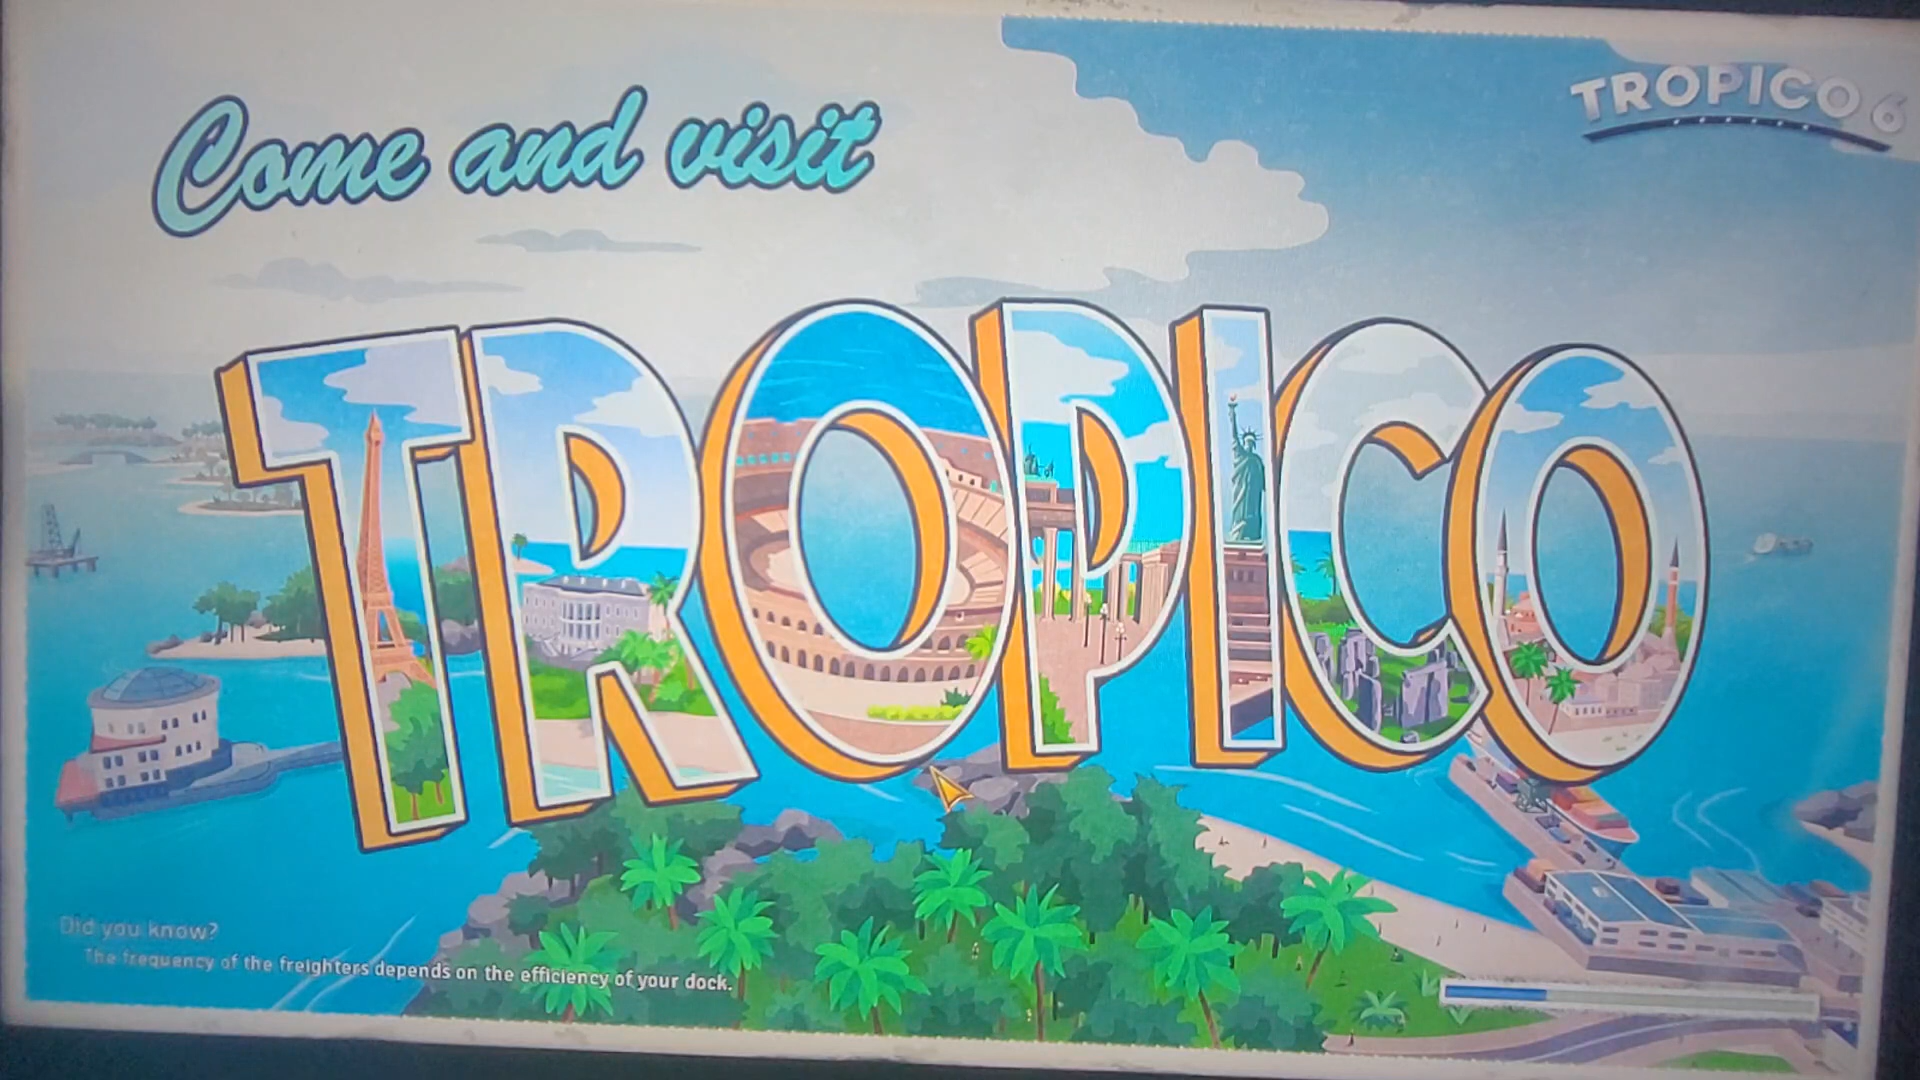 Come and visit
TROPICO 6
TROPICO
Did you know?
The frequency of the freighters depends on the efficiency of your dock.